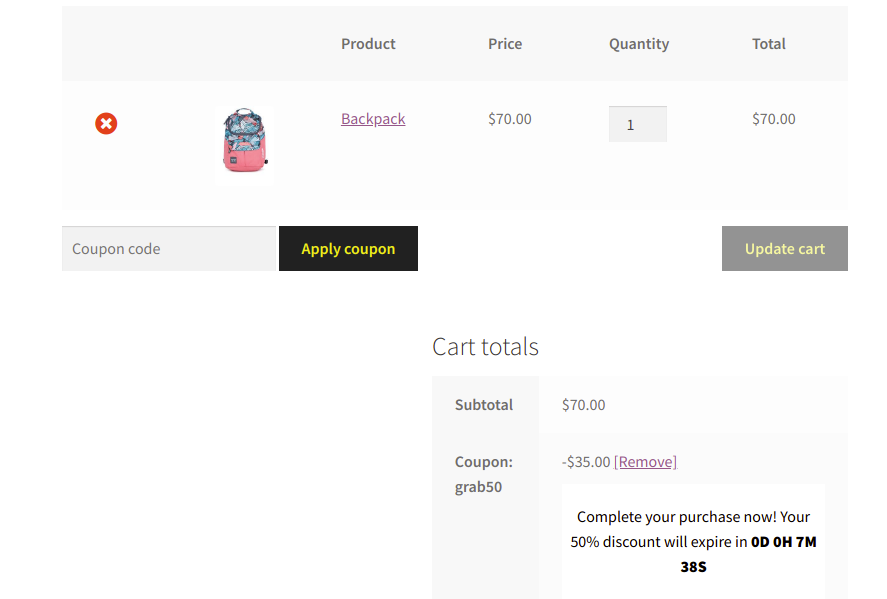 Product Price Quantity Total
Backpack $70.00 1 $70.00
Coupon code Apply coupon Update cart
Cart totals
Subtotal $70.00
Coupon: -$35.00 [Remove]
grab50
Complete your purchase now! Your
50% discount will expire in 0D 0H 7M
38S